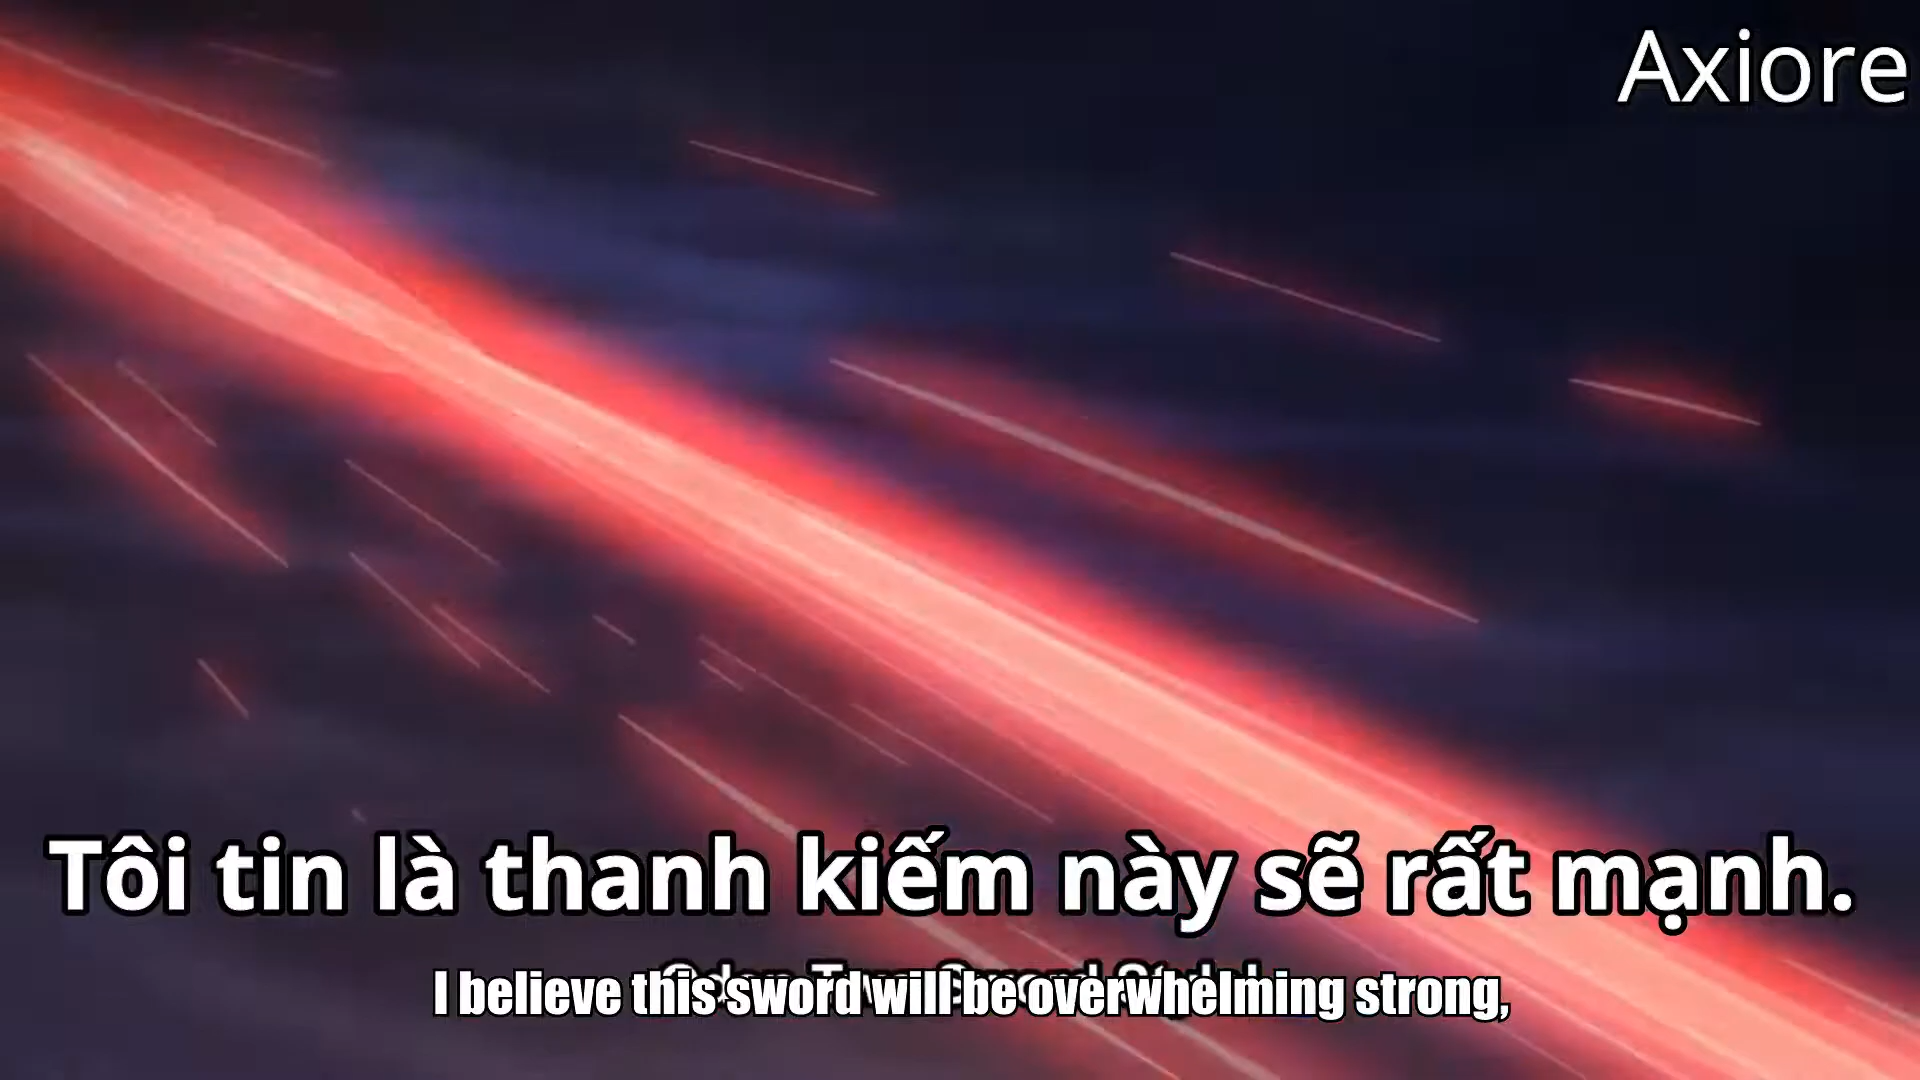 Axiore
Tôi tin là thanh kiếm này sẽ rất mạnh.
I believe this sword will be overwhelming strong,